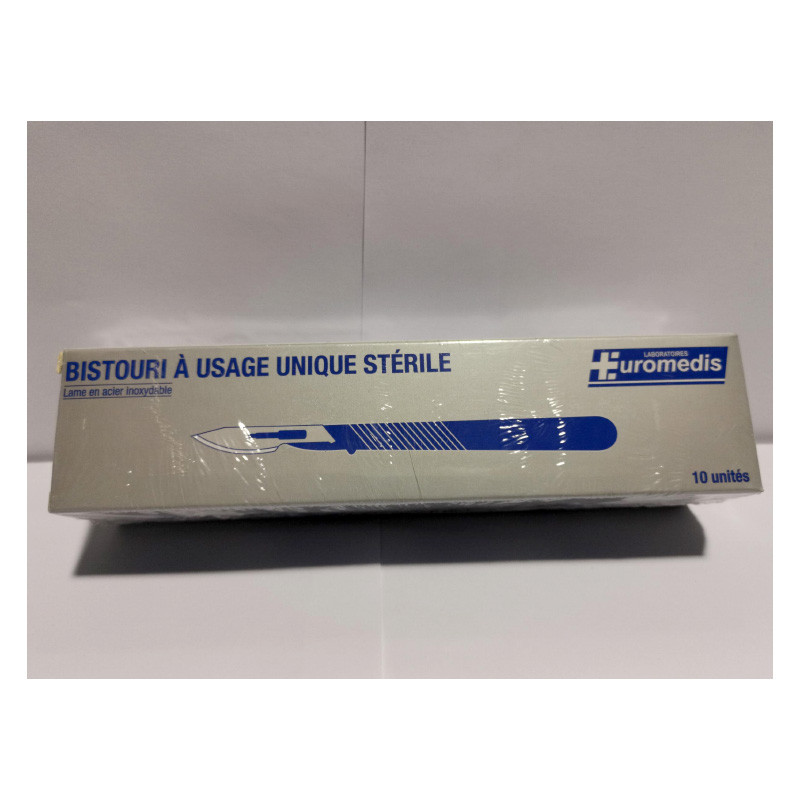 BISTOURI À USAGE UNIQUE STÉRILE
Lame en acier inoxydable
LABORATOIRES
Euromedis
10 unités